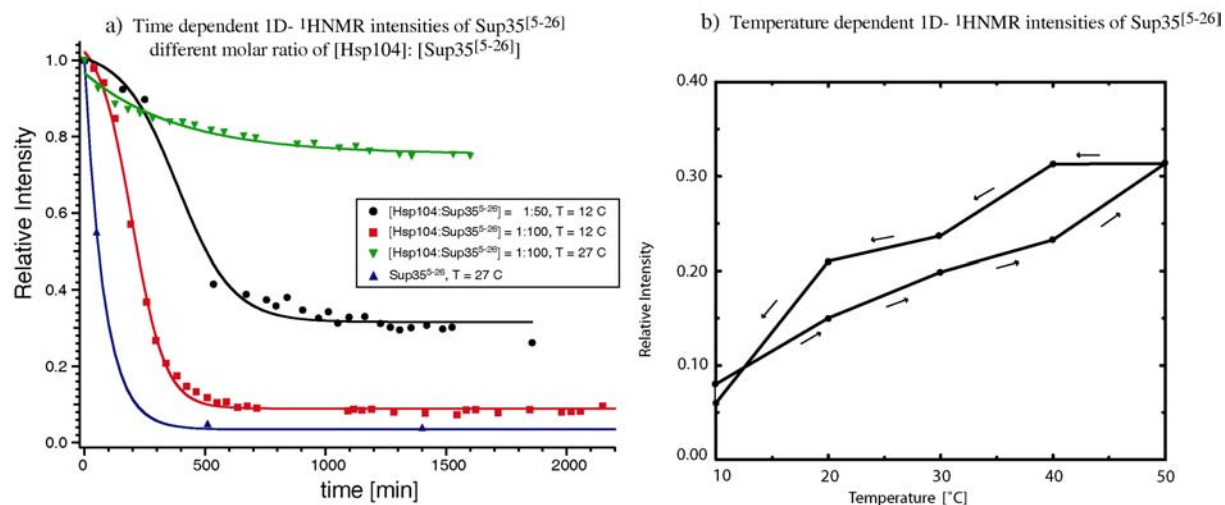 a) Time dependent 1D- ¹HNMR intensities of Sup35[5-26]
different molar ratio of [Hsp104]: [Sup35[5-26]]
1.0
0.8
0.6
0.4
0.2
0.0
Relative Intensity
[Hsp104:Sup35⁵⁻²⁶] = 1:50, T = 12 C
[Hsp104:Sup35⁵⁻²⁶] = 1:100, T = 12 C
[Hsp104:Sup35⁵⁻²⁶] = 1:100, T = 27 C
Sup35⁵⁻²⁶, T = 27 C
0 500 1000 1500 2000
time [min]
b) Temperature dependent 1D- ¹HNMR intensities of Sup35[5-26]
0.40
0.30
0.20
0.10
0.00
Relative Intensity
10 20 30 40 50
Temperature [°C]